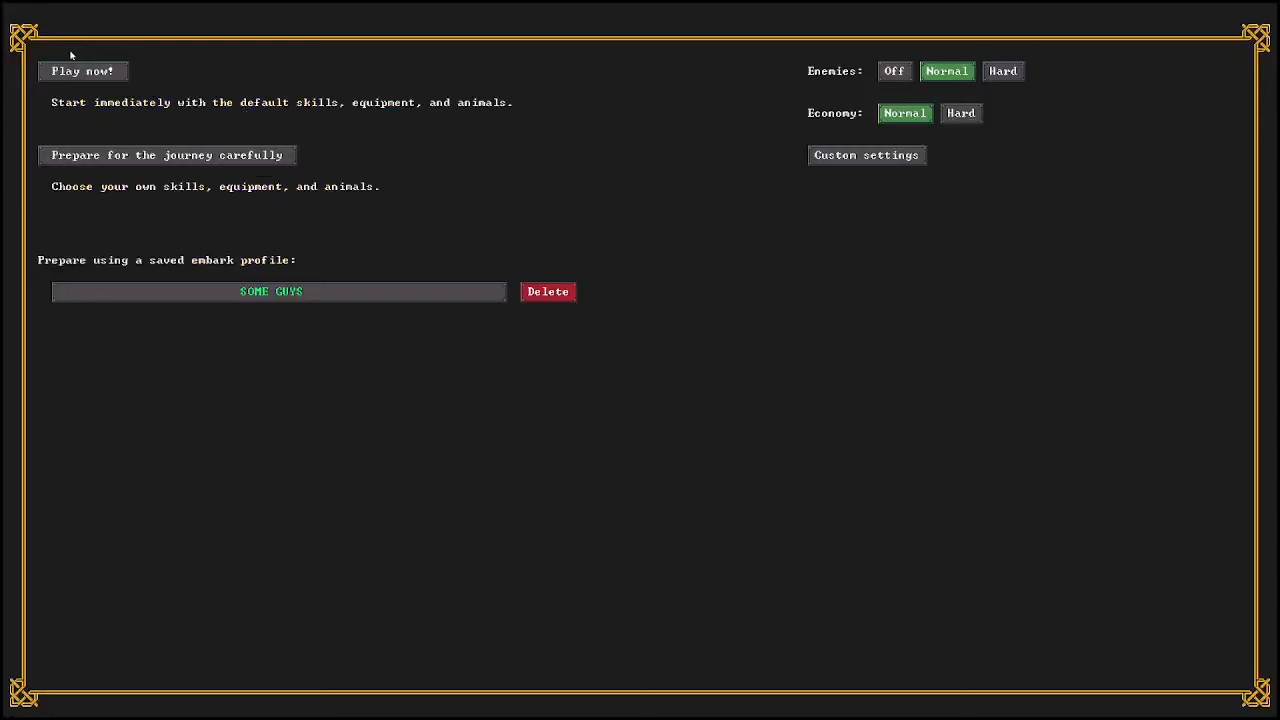 Play now!
Start immediately with the default skills, equipment, and animals.
Prepare for the journey carefully
Choose your own skills, equipment, and animals.
Prepare using a saved embark profile:
SOME GUYS Delete
Enemies: Off Normal Hard
Economy: Normal Hard
Custom settings